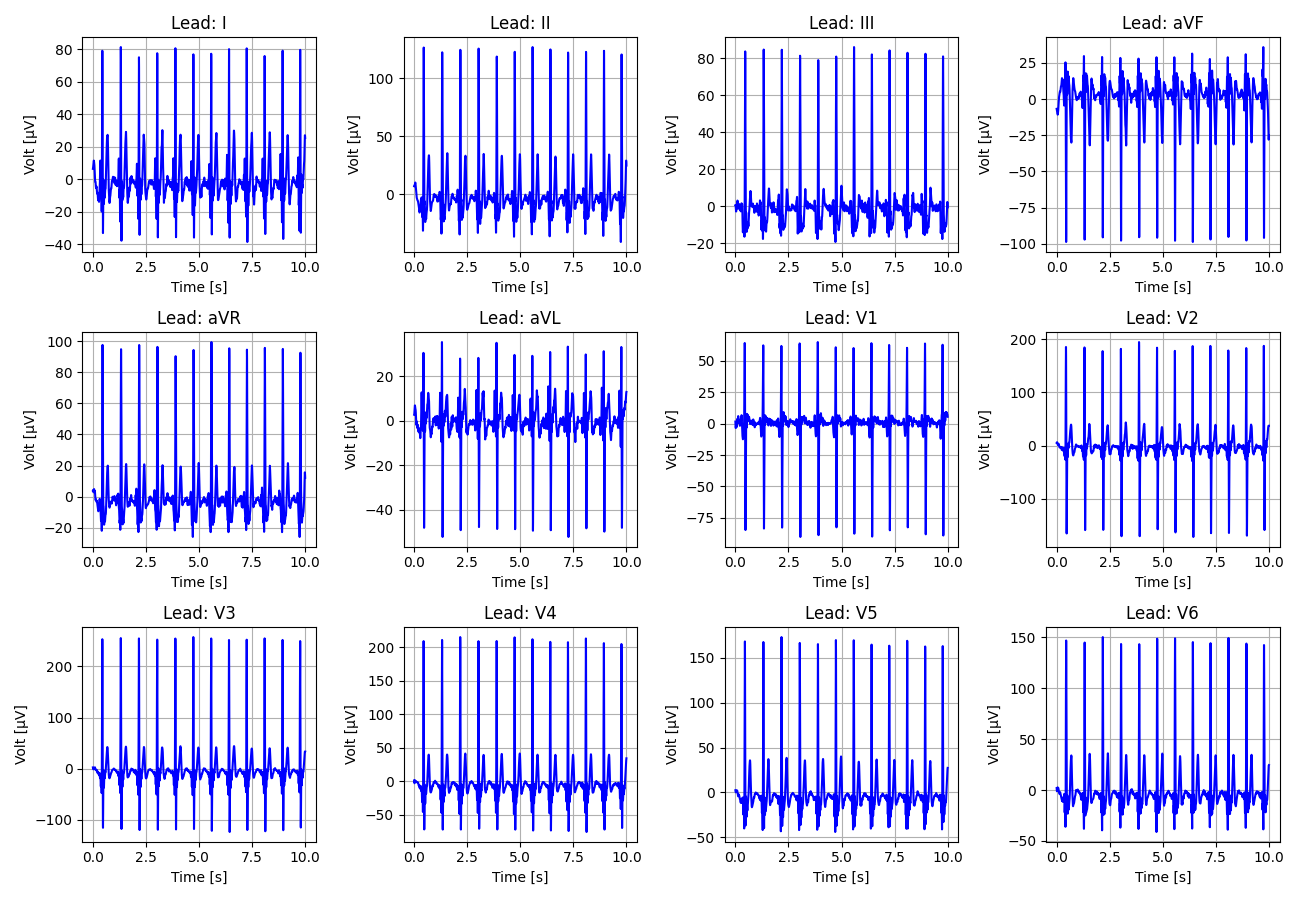 Lead: I
Lead: II
Lead: III
Lead: aVF
Volt [µV]
80
60
40
20
0
−20
−40
0.0 2.5 5.0 7.5 10.0
Time [s]
Volt [µV]
100
50
0
0.0 2.5 5.0 7.5 10.0
Time [s]
Volt [µV]
80
60
40
20
0
−20
0.0 2.5 5.0 7.5 10.0
Time [s]
Volt [µV]
25
0
−25
−50
−75
−100
0.0 2.5 5.0 7.5 10.0
Time [s]
Lead: aVR
Lead: aVL
Lead: V1
Lead: V2
Volt [µV]
100
80
60
40
20
0
−20
0.0 2.5 5.0 7.5 10.0
Time [s]
Volt [µV]
20
0
−20
−40
0.0 2.5 5.0 7.5 10.0
Time [s]
Volt [µV]
50
25
0
−25
−50
−75
0.0 2.5 5.0 7.5 10.0
Time [s]
Volt [µV]
200
100
0
−100
0.0 2.5 5.0 7.5 10.0
Time [s]
Lead: V3
Lead: V4
Lead: V5
Lead: V6
Volt [µV]
200
100
0
−100
0.0 2.5 5.0 7.5 10.0
Time [s]
Volt [µV]
200
150
100
50
0
−50
0.0 2.5 5.0 7.5 10.0
Time [s]
Volt [µV]
150
100
50
0
−50
0.0 2.5 5.0 7.5 10.0
Time [s]
Volt [µV]
150
100
50
0
−50
0.0 2.5 5.0 7.5 10.0
Time [s]